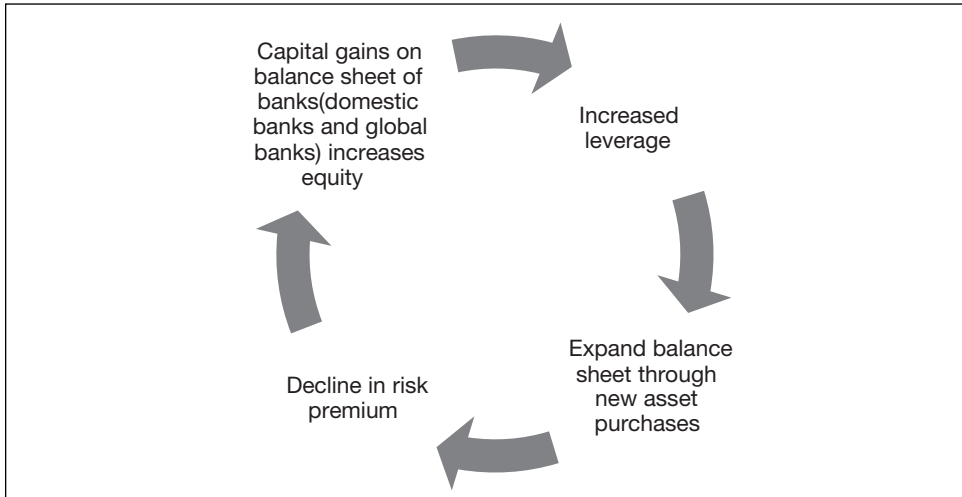 Capital gains on
balance sheet of
banks(domestic
banks and global
banks) increases
equity
Increased
leverage
Expand balance
sheet through
new asset
purchases
Decline in risk
premium